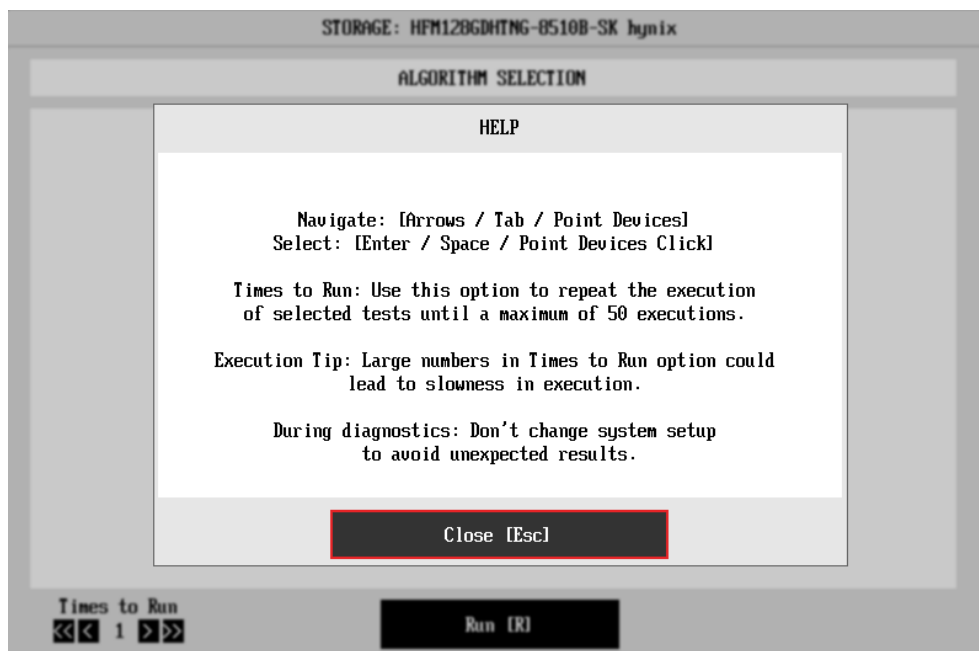 STORAGE: HFM128GDHTNG-8510B-SK hynix
ALGORITHM SELECTION
HELP
Navigate: [Arrows / Tab / Point Devices]
Select: [Enter / Space / Point Devices Click]
Times to Run: Use this option to repeat the execution
of selected tests until a maximum of 50 executions.
Execution Tip: Large numbers in Times to Run option could
lead to slowness in execution.
During diagnostics: Don't change system setup
to avoid unexpected results.
Close [Esc]
Times to Run
<< < 1 > >>
Run [R]